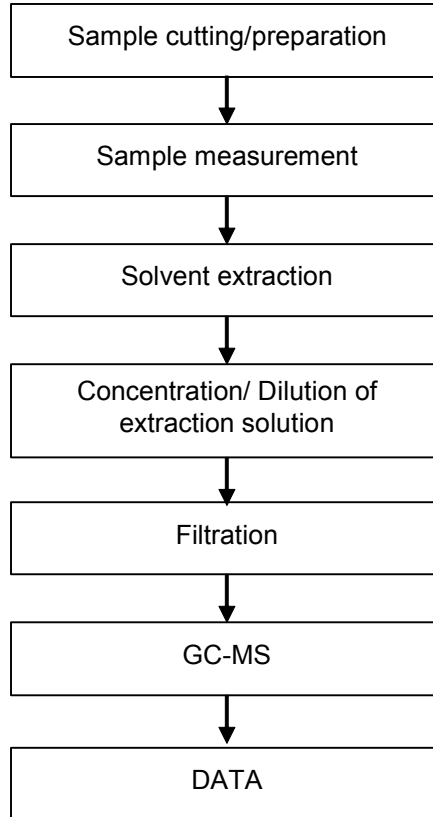 Sample cutting/preparation
Sample measurement
Solvent extraction
Concentration/ Dilution of
extraction solution
Filtration
GC-MS
DATA